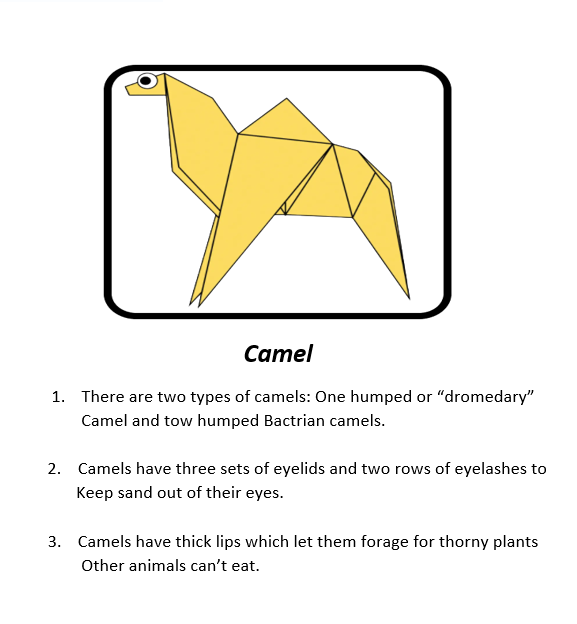 Camel
1. There are two types of camels: One humped or “dromedary”
Camel and tow humped Bactrian camels.
2. Camels have three sets of eyelids and two rows of eyelashes to
Keep sand out of their eyes.
3. Camels have thick lips which let them forage for thorny plants
Other animals can’t eat.